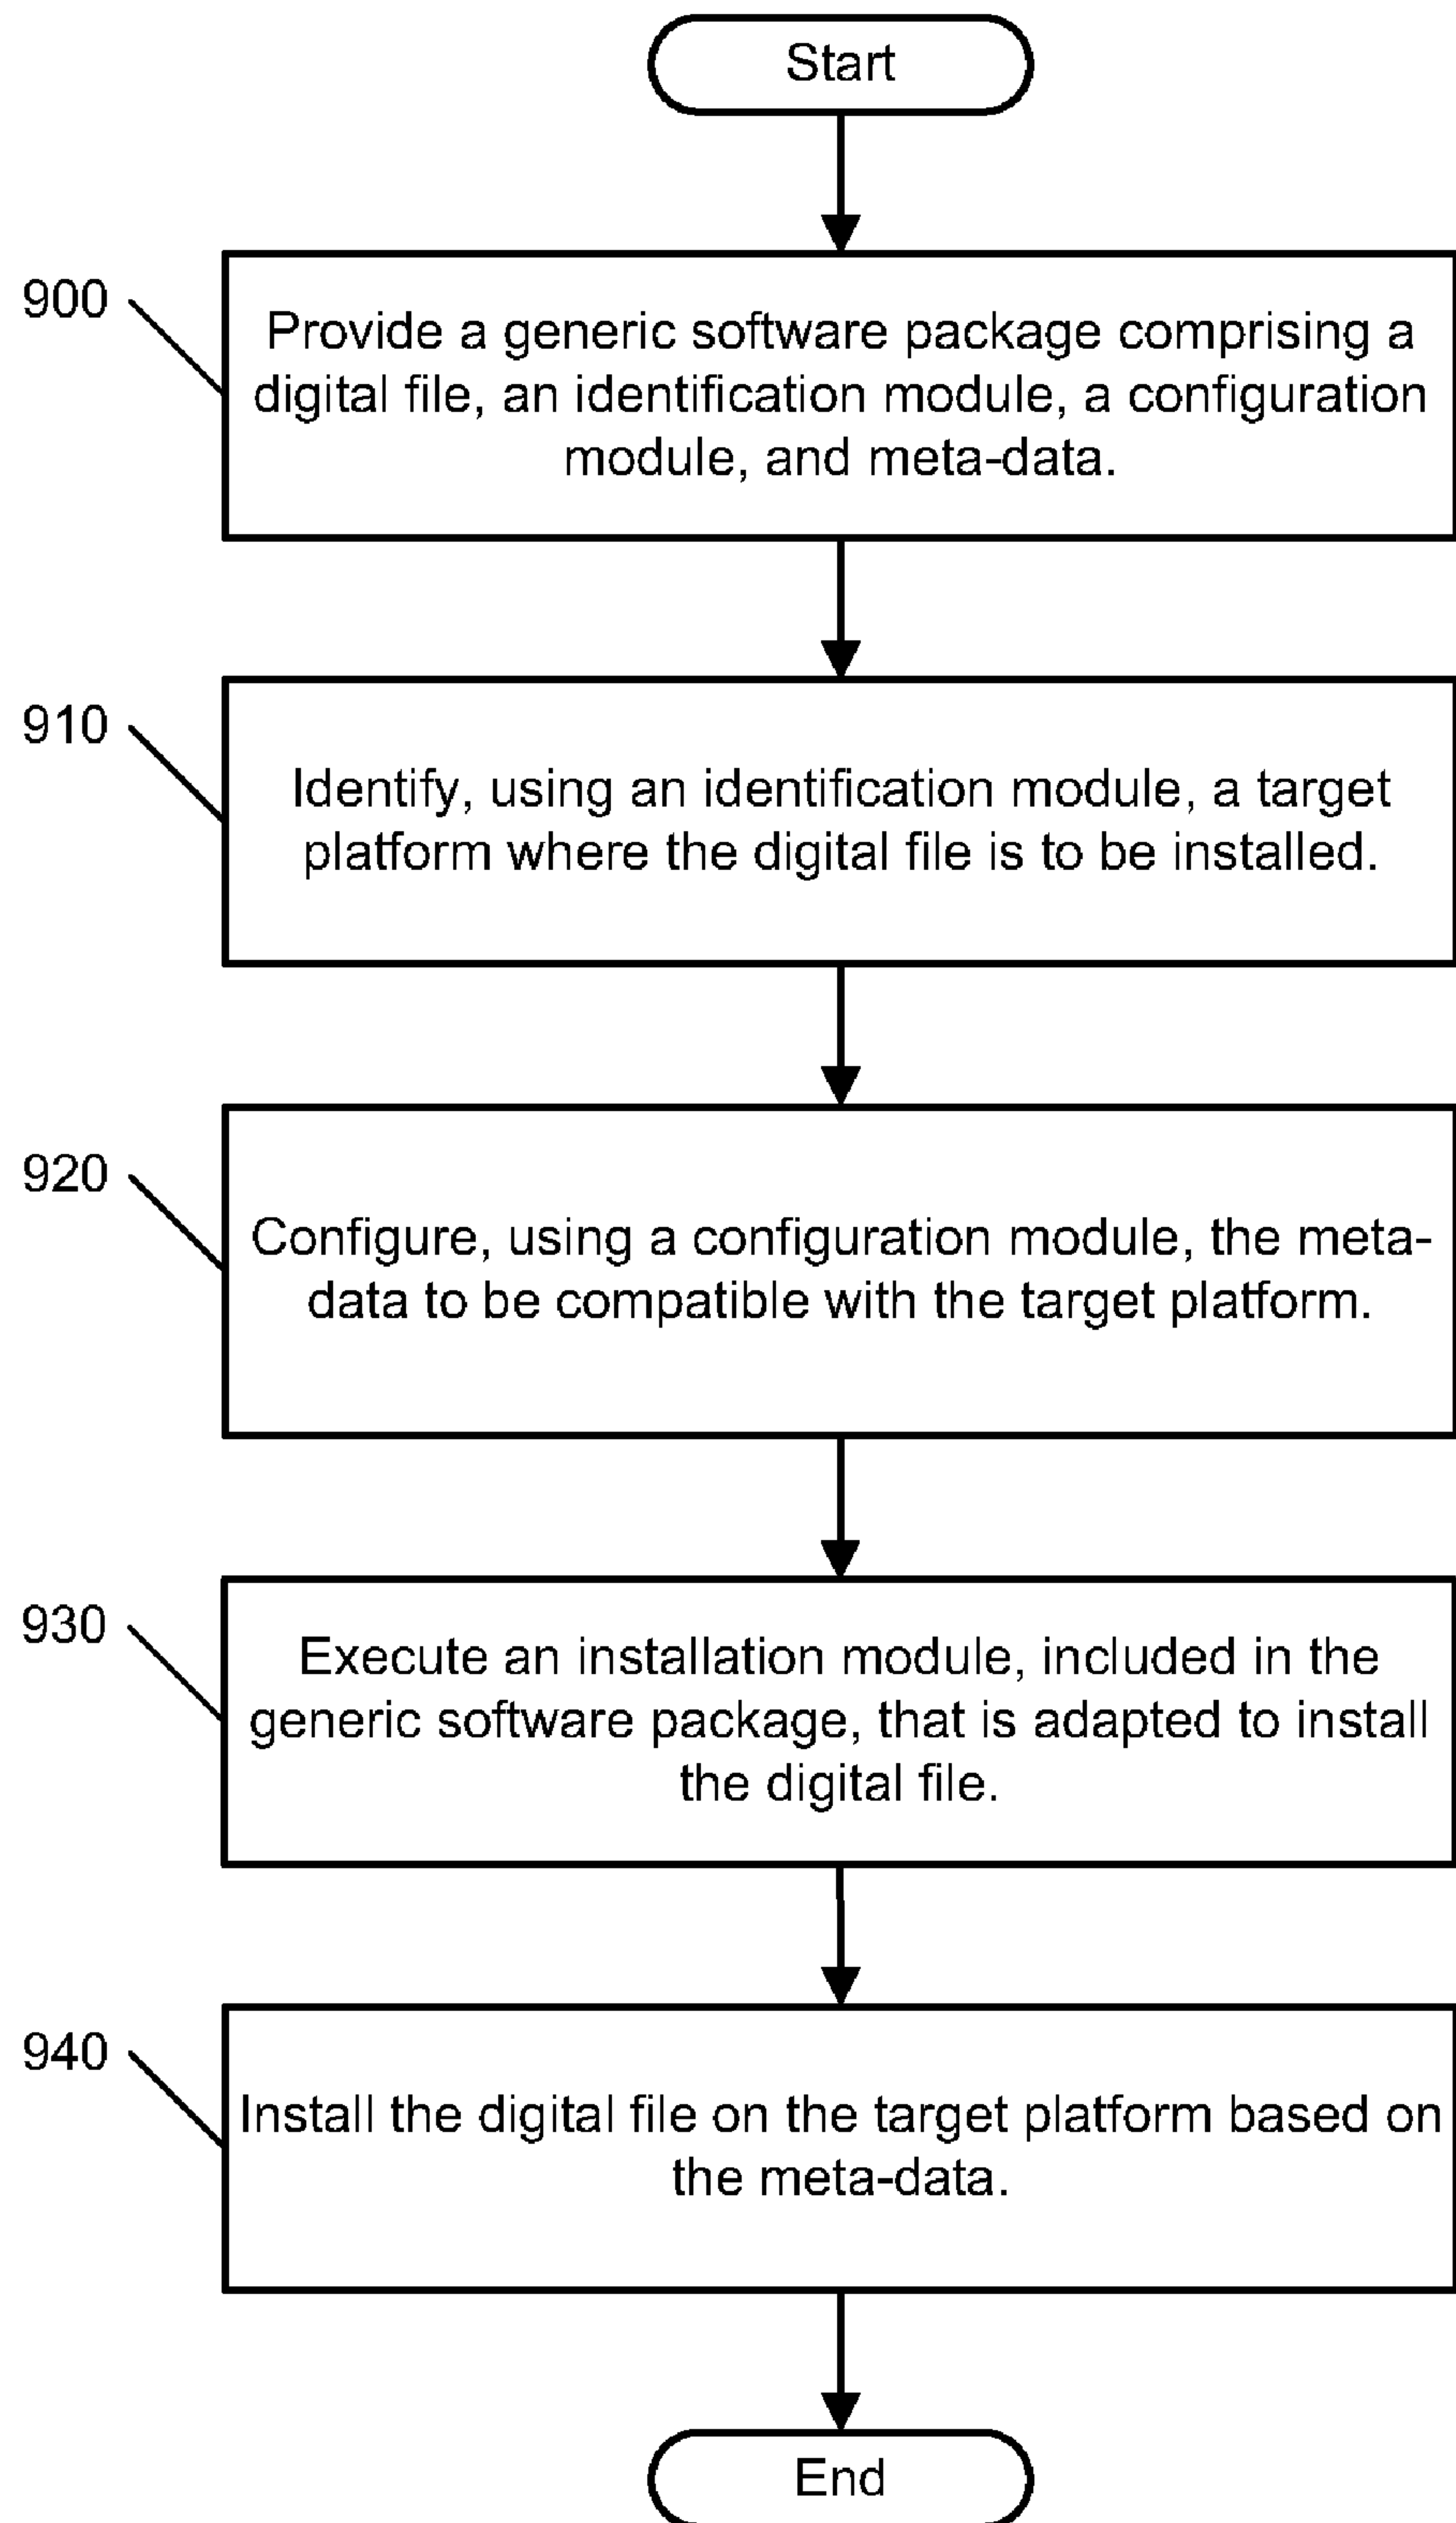 Start
900
Provide a generic software package comprising a
digital file, an identification module, a configuration
module, and meta-data.
910
Identify, using an identification module, a target
platform where the digital file is to be installed.
920
Configure, using a configuration module, the meta-
data to be compatible with the target platform.
930
Execute an installation module, included in the
generic software package, that is adapted to install
the digital file.
940
Install the digital file on the target platform based on
the meta-data.
End